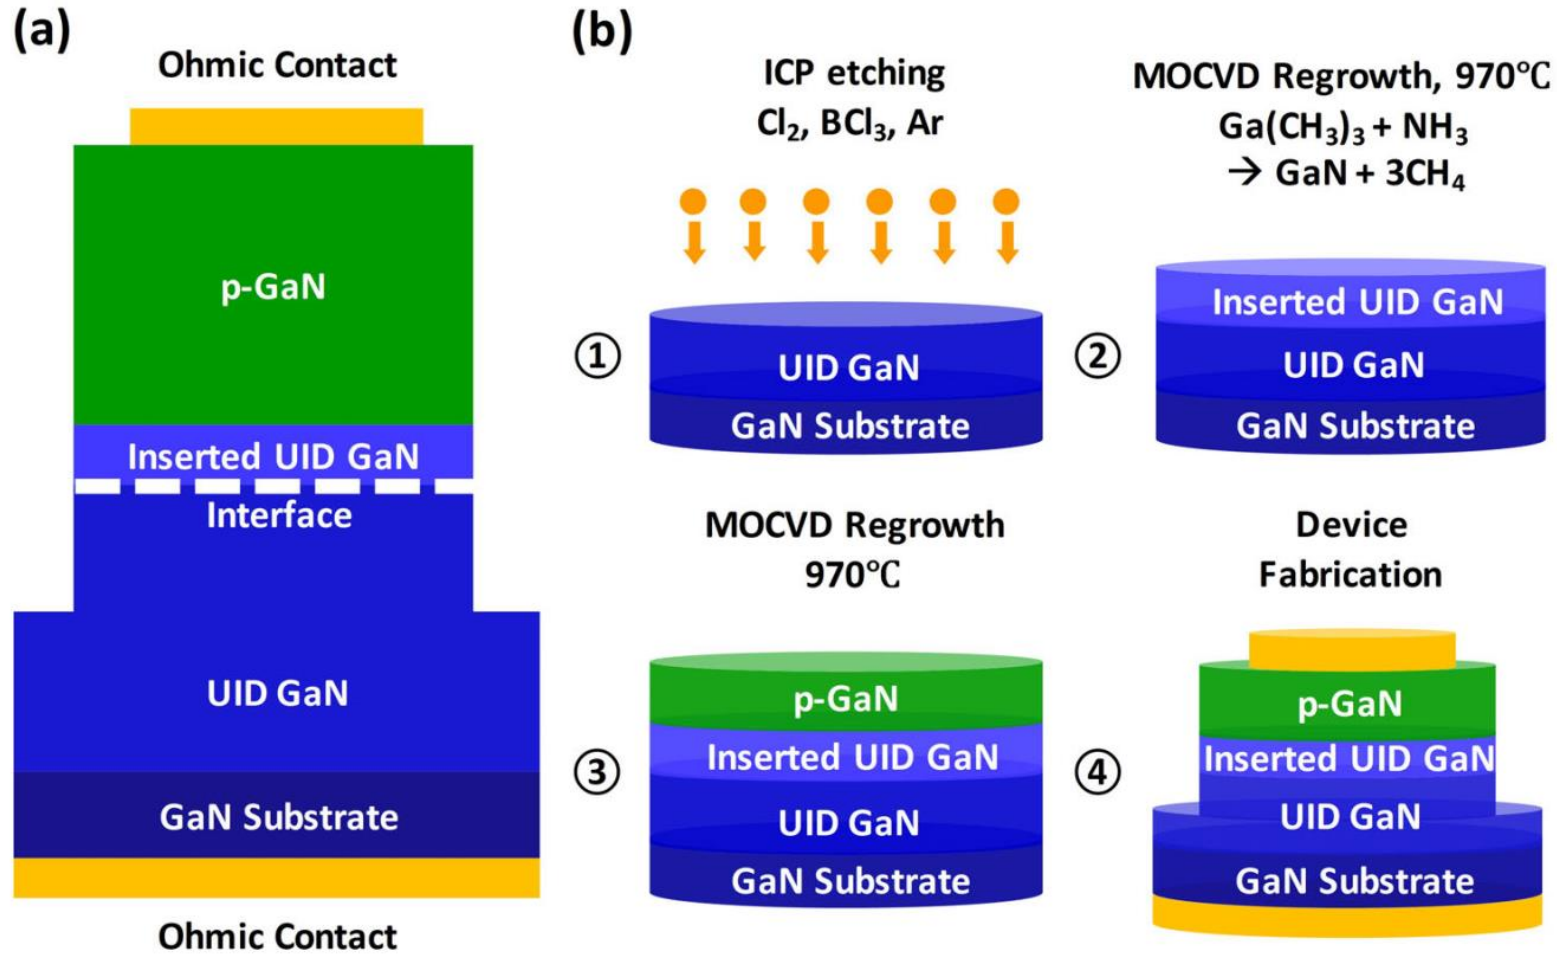 (a)
Ohmic Contact
p-GaN
Inserted UID GaN
Interface
UID GaN
GaN Substrate
Ohmic Contact
(b)
ICP etching
Cl₂, BCl₃, Ar
①
UID GaN
GaN Substrate
MOCVD Regrowth, 970℃
Ga(CH₃)₃ + NH₃
→ GaN + 3CH₄
②
Inserted UID GaN
UID GaN
GaN Substrate
MOCVD Regrowth
970℃
③
p-GaN
Inserted UID GaN
UID GaN
GaN Substrate
Device
Fabrication
④
p-GaN
Inserted UID GaN
UID GaN
GaN Substrate